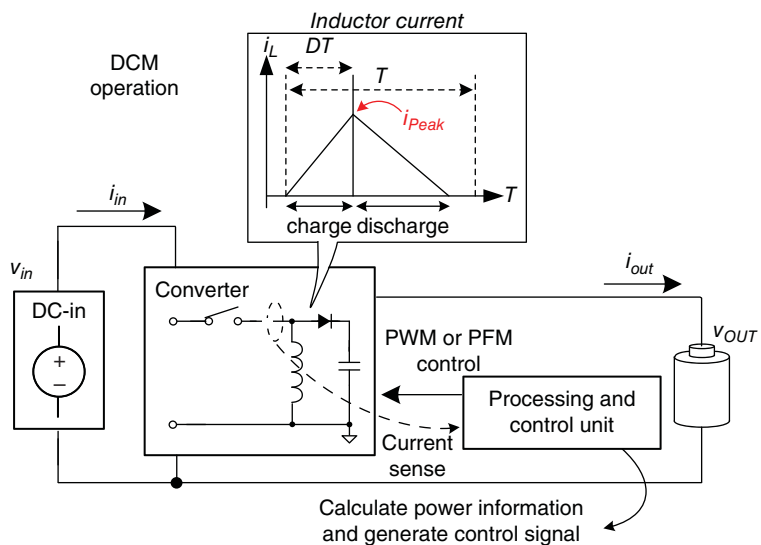 Inductor current
i_L
DT
T
i_Peak
T
charge discharge
DCM
operation
i_in
v_in
DC-in
+
–
Converter
i_out
v_OUT
PWM or PFM
control
Processing and
control unit
Current
sense
Calculate power information
and generate control signal